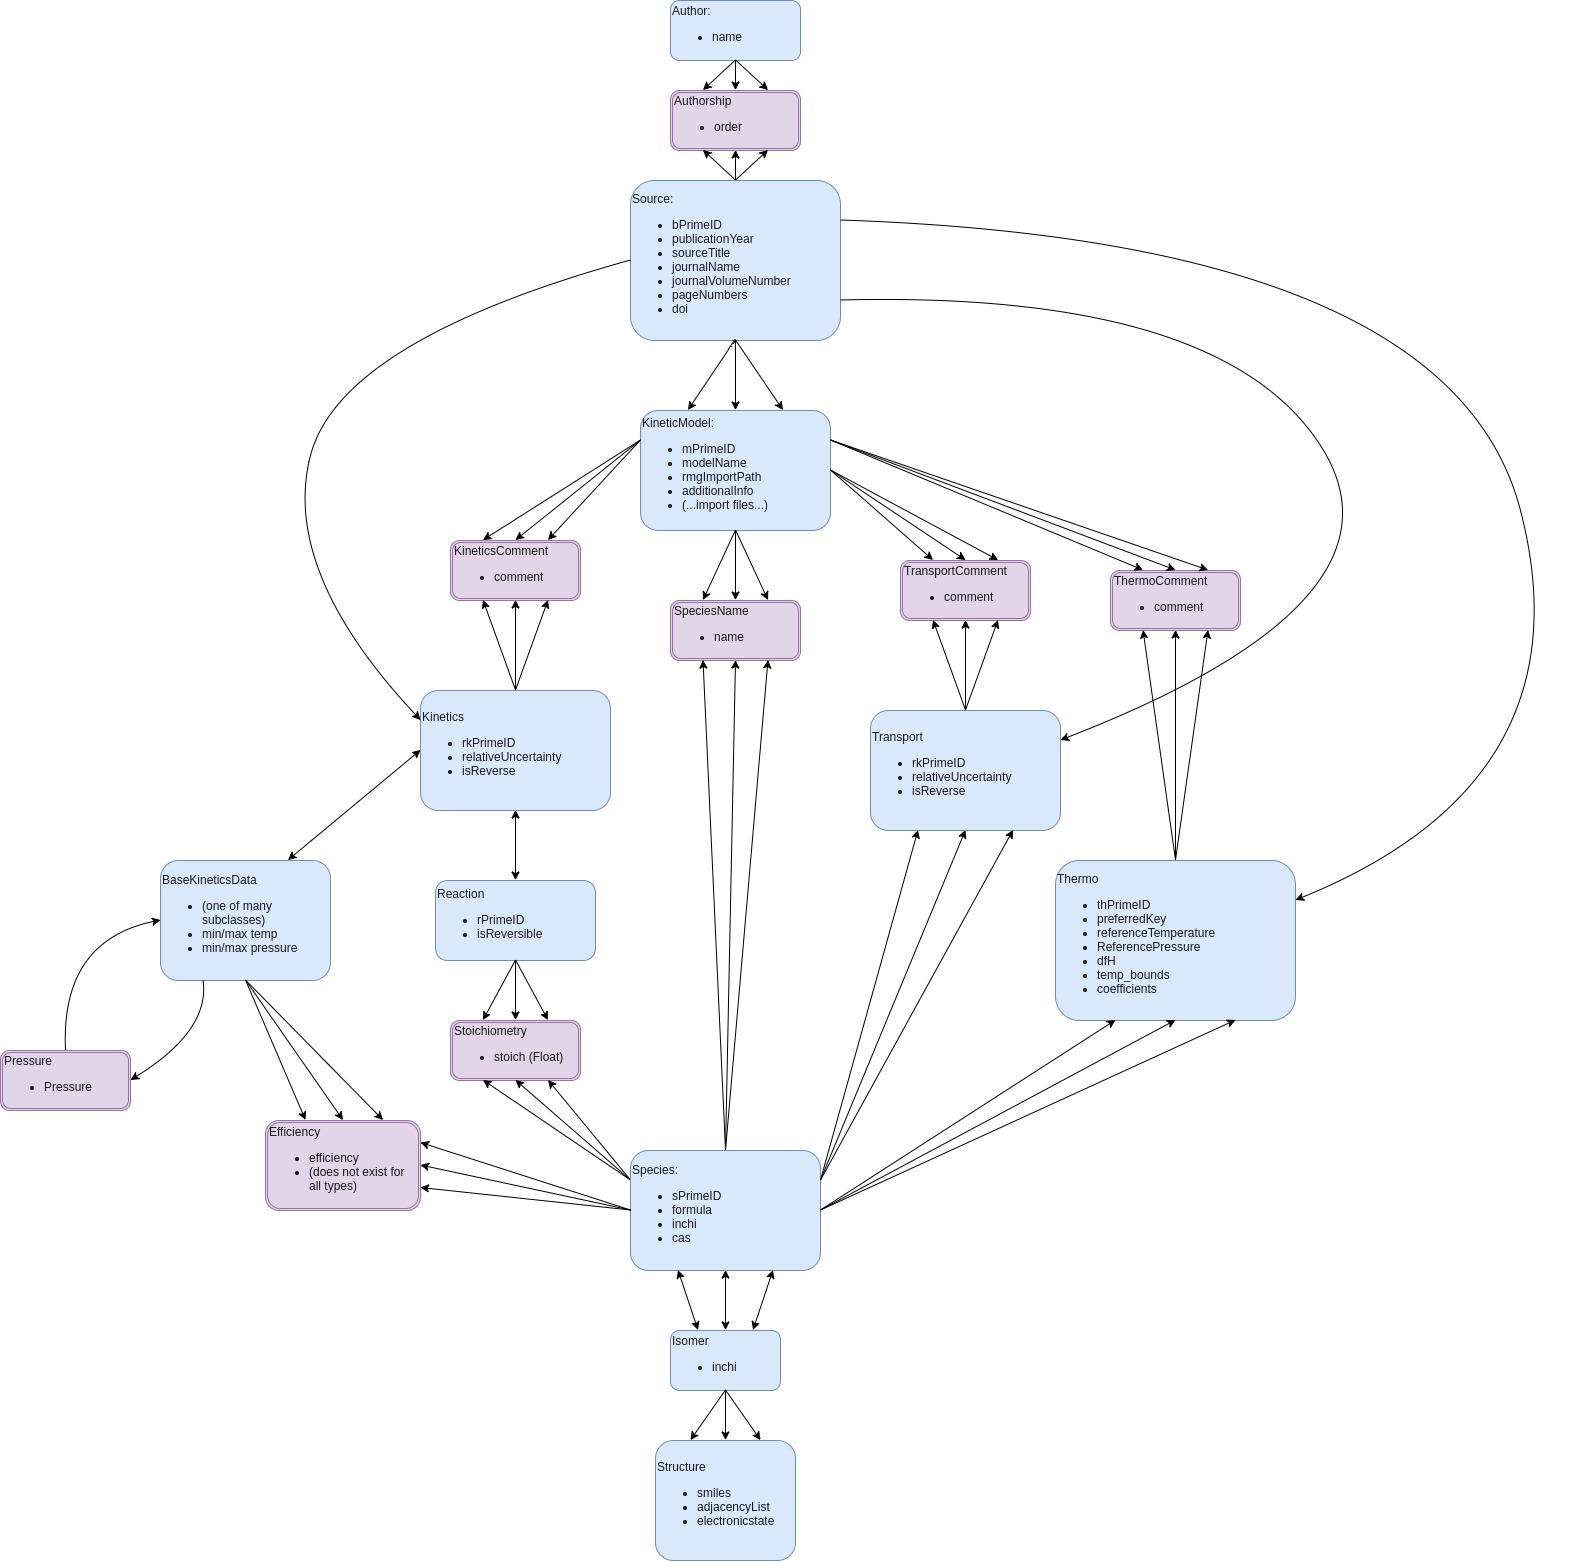 Author:
name
Authorship
order
Source:
bPrimeID
publicationYear
sourceTitle
journalName
journalVolumeNumber
pageNumbers
doi
KineticModel:
mPrimeID
modelName
rmgImportPath
additionalInfo
(...import files...)
KineticsComment
comment
TransportComment
comment
ThermoComment
comment
SpeciesName
name
Kinetics
rkPrimeID
relativeUncertainty
isReverse
Transport
rkPrimeID
relativeUncertainty
isReverse
BaseKineticsData
(one of many
subclasses)
min/max temp
min/max pressure
Reaction
rPrimeID
isReversible
Thermo
thPrimeID
preferredKey
referenceTemperature
ReferencePressure
dfH
temp_bounds
coefficients
Stoichiometry
stoich (Float)
Pressure
Pressure
Efficiency
efficiency
(does not exist for
all types)
Species:
sPrimeID
formula
inchi
cas
Isomer
inchi
Structure
smiles
adjacencyList
electronicstate